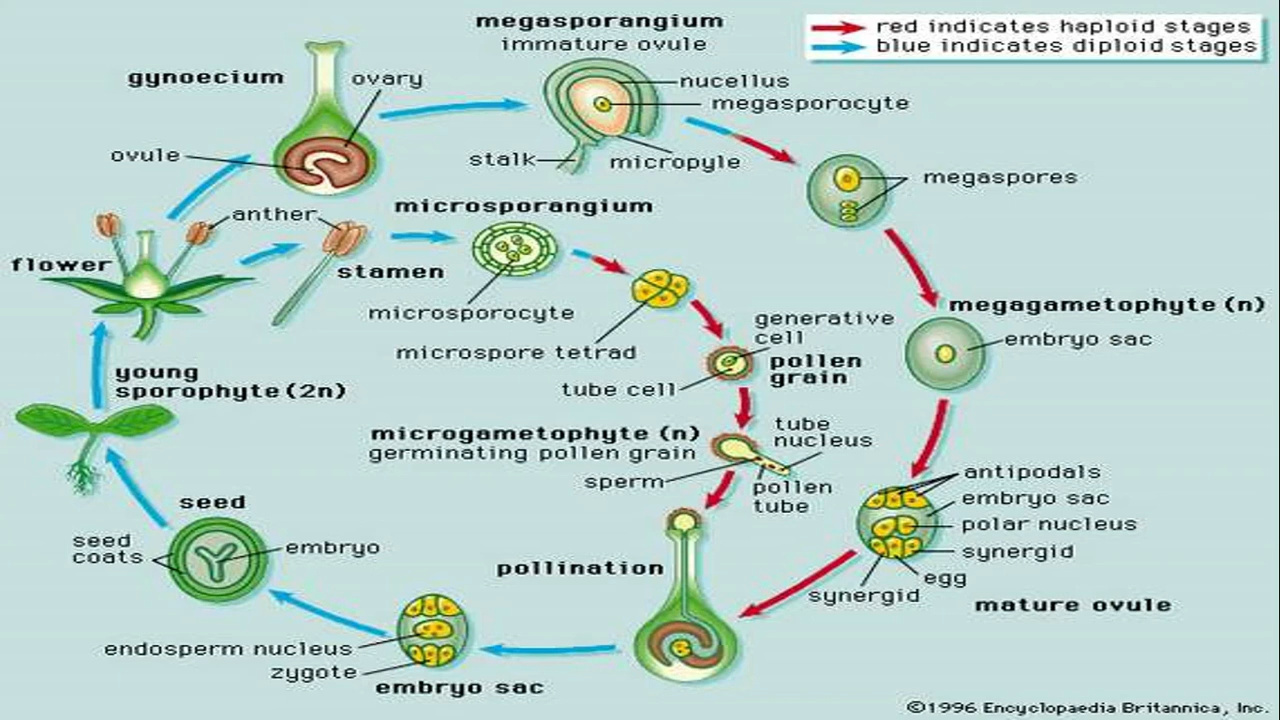 megasporangium
immature ovule
red indicates haploid stages
blue indicates diploid stages
gynoecium
ovary
nucellus
megasporocyte
ovule
stalk
micropyle
megaspores
anther
microsporangium
flower
stamen
microsporocyte
megagametophyte (n)
embryo sac
generative
cell
microspore tetrad
pollen
grain
tube cell
young
sporophyte (2n)
tube
nucleus
microgametophyte (n)
germinating pollen grain
sperm
pollen
tube
antipodals
embryo sac
polar nucleus
synergid
egg
synergid
mature ovule
seed
seed
coats
embryo
pollination
endosperm nucleus
zygote
embryo sac
©1996 Encyclopaedia Britannica, Inc.